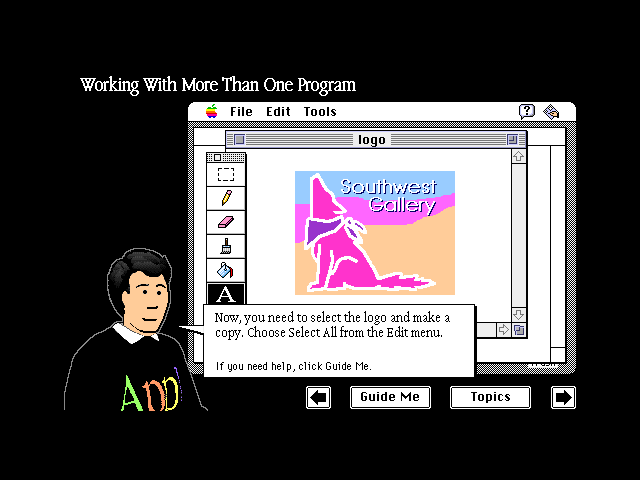 Working With More Than One Program
File Edit Tools
logo
Southwest
Gallery
A
Now, you need to select the logo and make a
copy. Choose Select All from the Edit menu.
If you need help, click Guide Me.
Appl
Guide Me Topics